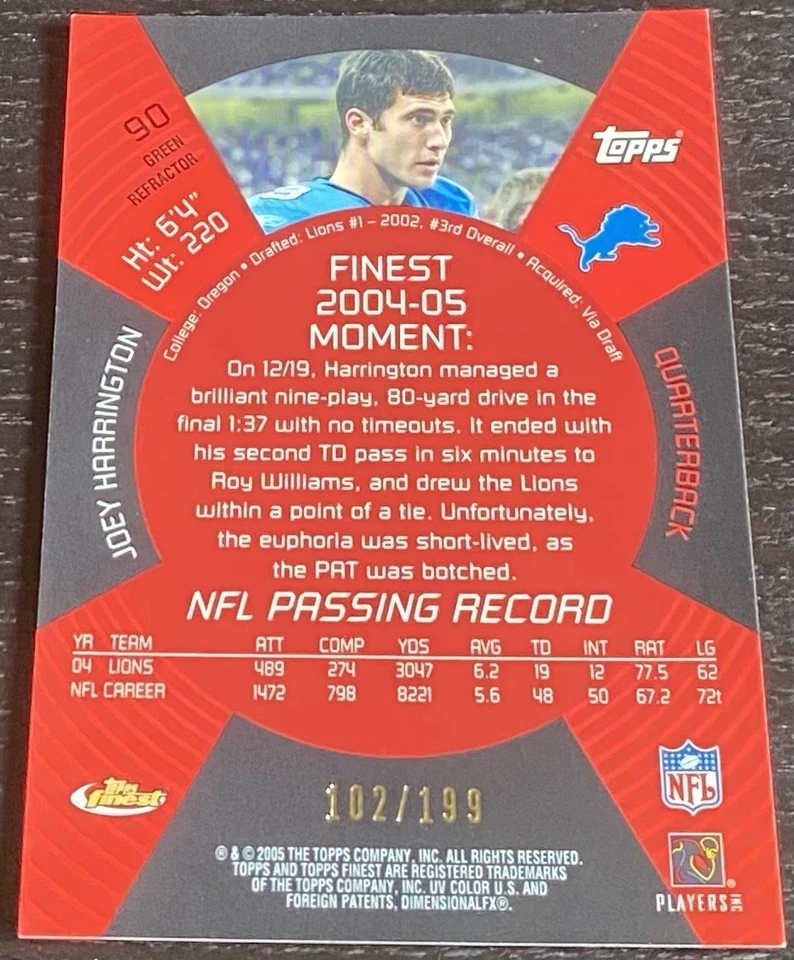 90
GREEN
REFRACTOR
Ht: 6'4"
Wt: 220
Topps®
College: Oregon • Drafted: Lions #1 – 2002, #3rd Overall • Acquired: Via Draft
JOEY HARRINGTON
QUARTERBACK
FINEST
2004-05
MOMENT:
On 12/19, Harrington managed a
brilliant nine-play, 80-yard drive in the
final 1:37 with no timeouts. It ended with
his second TD pass in six minutes to
Roy Williams, and drew the Lions
within a point of a tie. Unfortunately,
the euphoria was short-lived, as
the PAT was botched.
NFL PASSING RECORD
YR TEAM ATT COMP YDS AVG TD INT RAT LG
04 LIONS 489 274 3047 6.2 19 12 77.5 62
NFL CAREER 1472 798 8221 5.6 48 50 67.2 72t
Topps finest
NFL
102/199
® & © 2005 THE TOPPS COMPANY, INC. ALL RIGHTS RESERVED.
TOPPS AND TOPPS FINEST ARE REGISTERED TRADEMARKS
OF THE TOPPS COMPANY, INC. UV COLOR U.S. AND
FOREIGN PATENTS, DIMENSIONALFX®.
PLAYERS INC